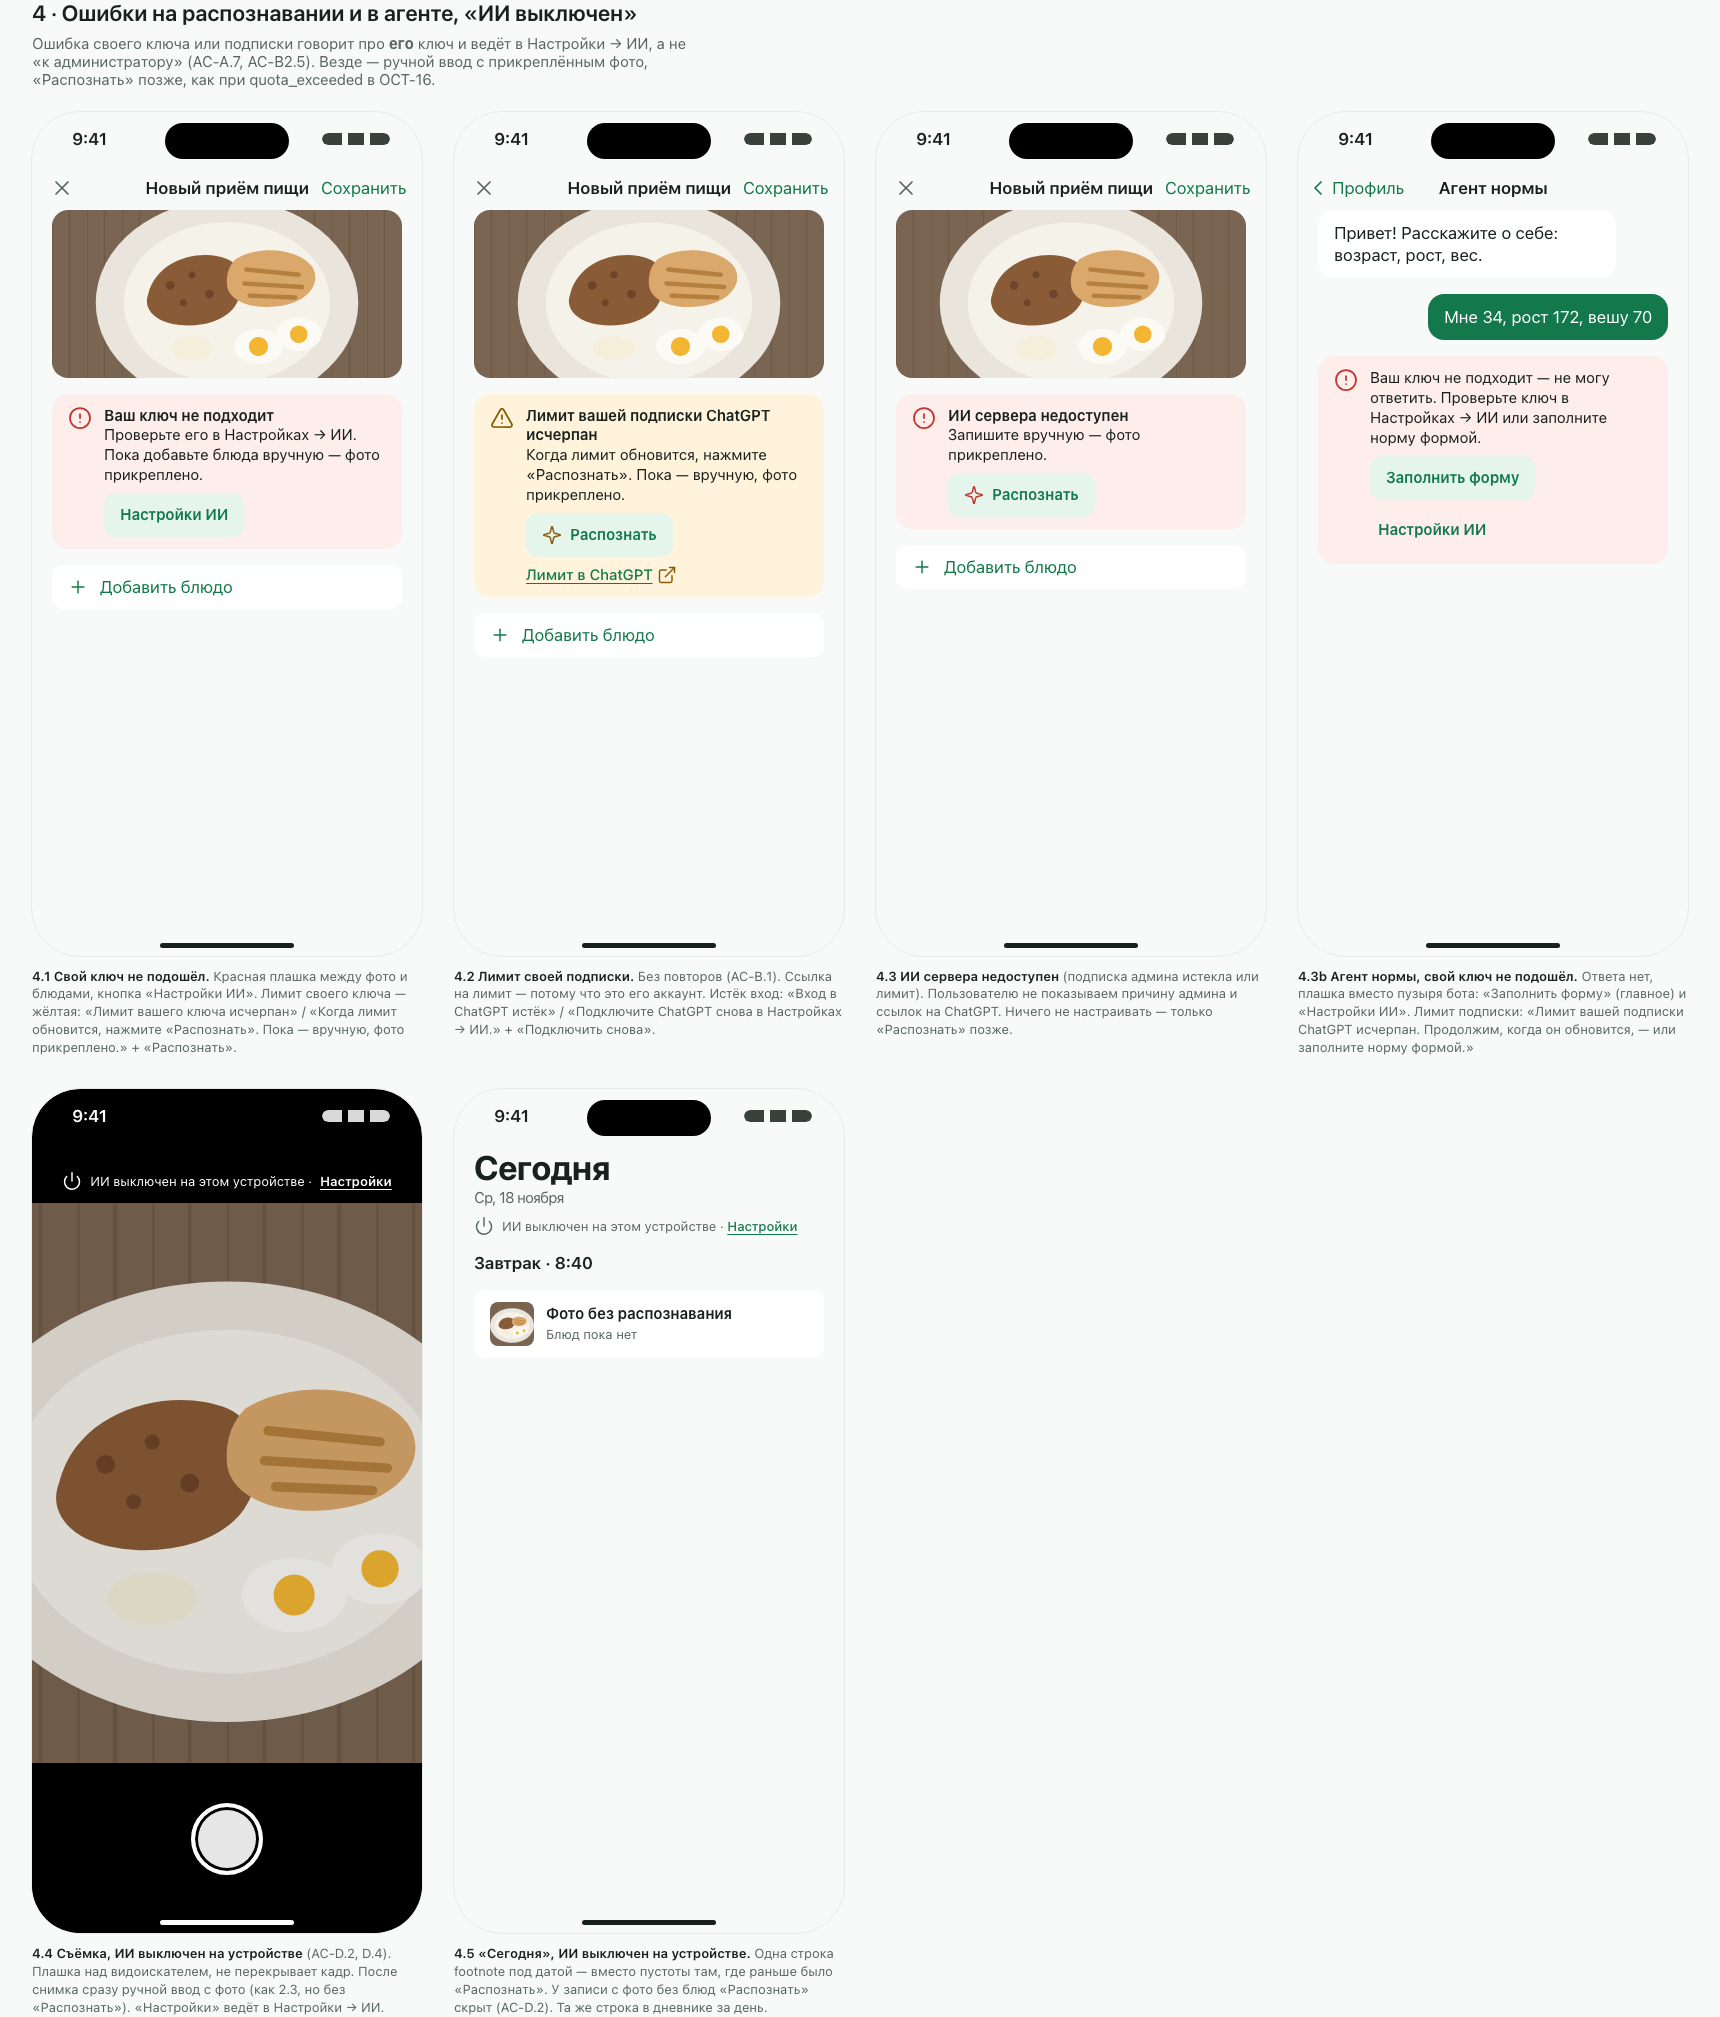 4 · Ошибки на распознавании и в агенте, «ИИ выключен»
Ошибка своего ключа или подписки говорит про его ключ и ведёт в Настройки → ИИ, а не
«к администратору» (AC-A.7, AC-B2.5). Везде — ручной ввод с прикреплённым фото,
«Распознать» позже, как при quota_exceeded в ОСТ-16.
9:41
Новый приём пищи
Сохранить
Ваш ключ не подходит
Проверьте его в Настройках → ИИ.
Пока добавьте блюда вручную — фото
прикреплено.
Настройки ИИ
Добавить блюдо
4.1 Свой ключ не подошёл. Красная плашка между фото и
блюдами, кнопка «Настройки ИИ». Лимит своего ключа —
жёлтая: «Лимит вашего ключа исчерпан» / «Когда лимит
обновится, нажмите «Распознать». Пока — вручную, фото
прикреплено.» + «Распознать».
9:41
Новый приём пищи
Сохранить
Лимит вашей подписки ChatGPT
исчерпан
Когда лимит обновится, нажмите
«Распознать». Пока — вручную, фото
прикреплено.
Распознать
Лимит в ChatGPT
Добавить блюдо
4.2 Лимит своей подписки. Без повторов (AC-B.1). Ссылка
на лимит — потому что это его аккаунт. Истёк вход: «Вход в
ChatGPT истёк» / «Подключите ChatGPT снова в Настройках
→ ИИ.» + «Подключить снова».
9:41
Новый приём пищи
Сохранить
ИИ сервера недоступен
Запишите вручную — фото
прикреплено.
Распознать
Добавить блюдо
4.3 ИИ сервера недоступен (подписка админа истекла или
лимит). Пользователю не показываем причину админа и
ссылок на ChatGPT. Ничего не настраивать — только
«Распознать» позже.
9:41
Профиль
Агент нормы
Привет! Расскажите о себе:
возраст, рост, вес.
Мне 34, рост 172, вешу 70
Ваш ключ не подходит — не могу
ответить. Проверьте ключ в
Настройках → ИИ или заполните
норму формой.
Заполнить форму
Настройки ИИ
4.3b Агент нормы, свой ключ не подошёл. Ответа нет,
плашка вместо пузыря бота: «Заполнить форму» (главное) и
«Настройки ИИ». Лимит подписки: «Лимит вашей подписки
ChatGPT исчерпан. Продолжим, когда он обновится, — или
заполните норму формой.»
9:41
ИИ выключен на этом устройстве · Настройки
4.4 Съёмка, ИИ выключен на устройстве (AC-D.2, D.4).
Плашка над видоискателем, не перекрывает кадр. После
снимка сразу ручной ввод с фото (как 2.3, но без
«Распознать»). «Настройки» ведёт в Настройки → ИИ.
9:41
Сегодня
Ср, 18 ноября
ИИ выключен на этом устройстве · Настройки
Завтрак · 8:40
Фото без распознавания
Блюд пока нет
4.5 «Сегодня», ИИ выключен на устройстве. Одна строка
footnote под датой — вместо пустоты там, где раньше было
«Распознать». У записи с фото без блюд «Распознать»
скрыт (AC-D.2). Та же строка в дневнике за день.